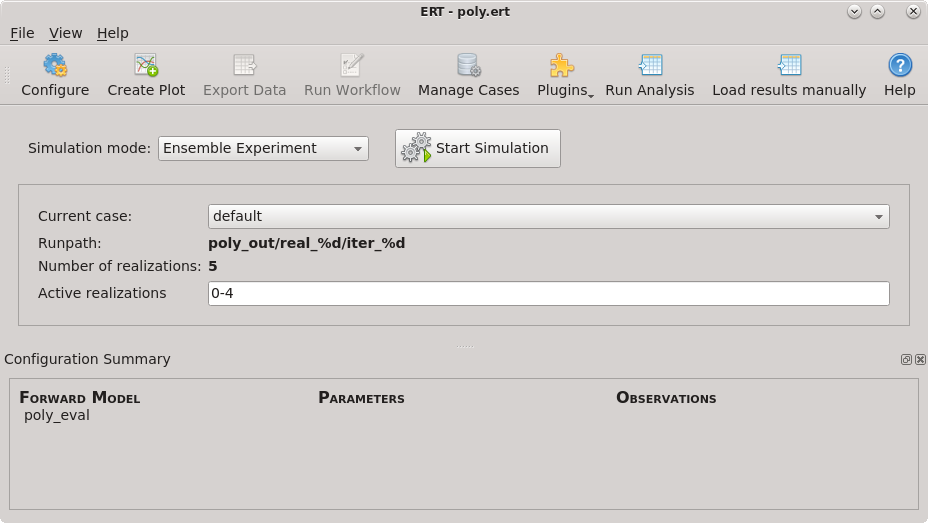 ERT - poly.ert
File View Help
Configure Create Plot Export Data Run Workflow Manage Cases Plugins Run Analysis Load results manually Help
Simulation mode: Ensemble Experiment Start Simulation
Current case: default
Runpath: poly_out/real_%d/iter_%d
Number of realizations: 5
Active realizations 0-4
Configuration Summary
Forward Model Parameters Observations
poly_eval